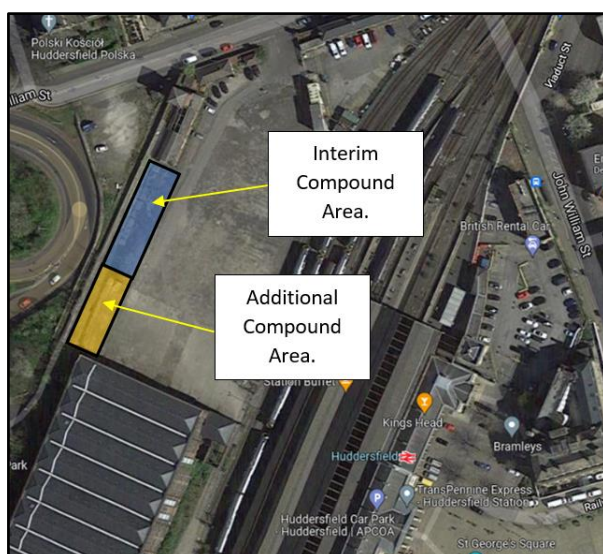 Polski Kościół
Huddersfield Polska
lliam St
Viaduct St
John William St
British Rental Car
Interim
Compound
Area.
Additional
Compound
Area.
Station Buffet
Kings Head
Huddersfield
Bramleys
Park
TransPennine Express
- Huddersfield Station
Huddersfield Car Park
- Huddersfield | APCOA
St George's Square